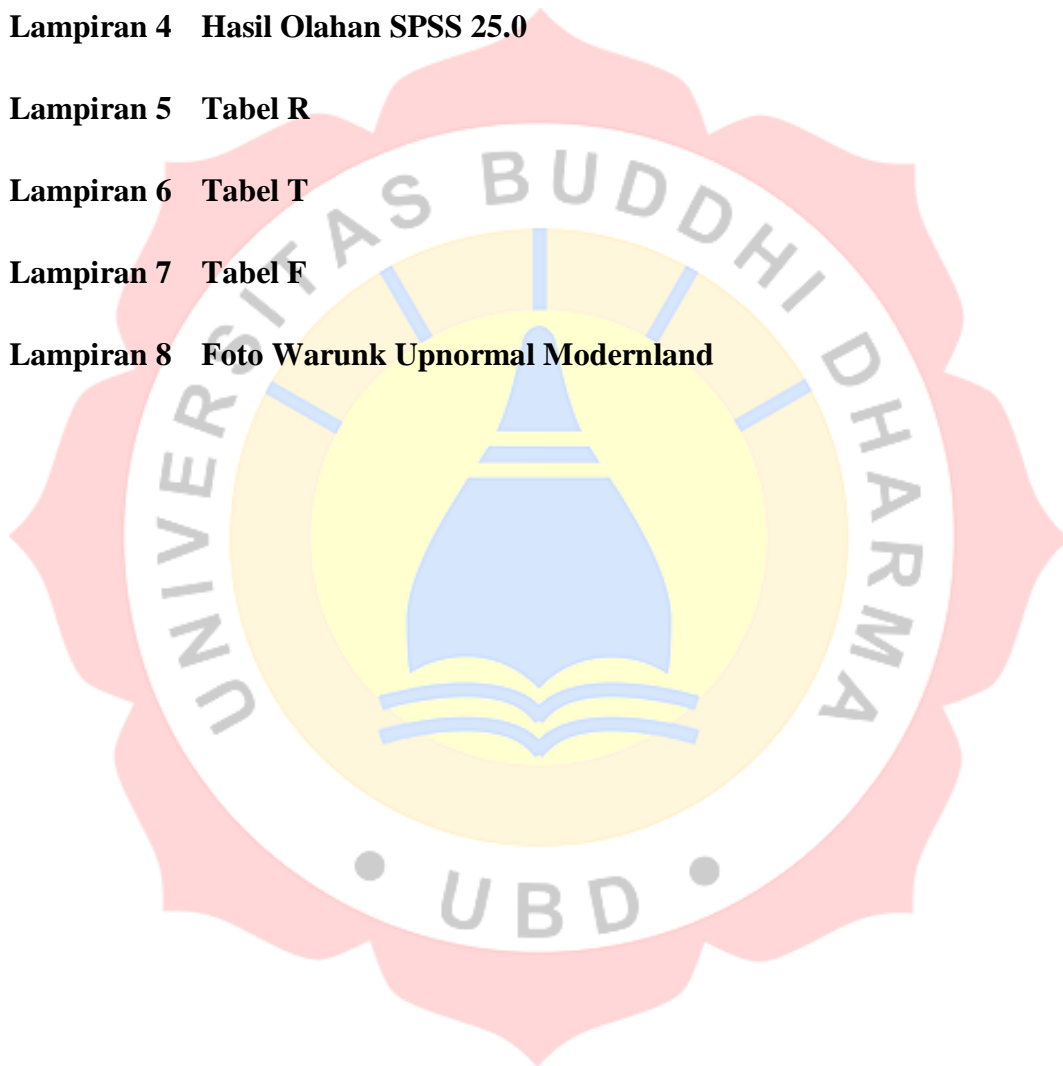 Lampiran 4 Hasil Olahan SPSS 25.0
Lampiran 5 Tabel R
Lampiran 6 Tabel T
Lampiran 7 Tabel F
Lampiran 8 Foto Warunk Upnormal Modernland
UNIVERSITAS BUDDHI DHARMA
• UBD •